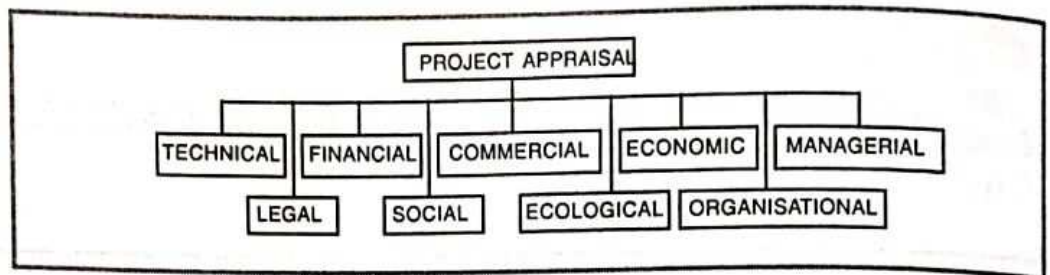 PROJECT APPRAISAL
TECHNICAL FINANCIAL COMMERCIAL ECONOMIC MANAGERIAL
LEGAL SOCIAL ECOLOGICAL ORGANISATIONAL